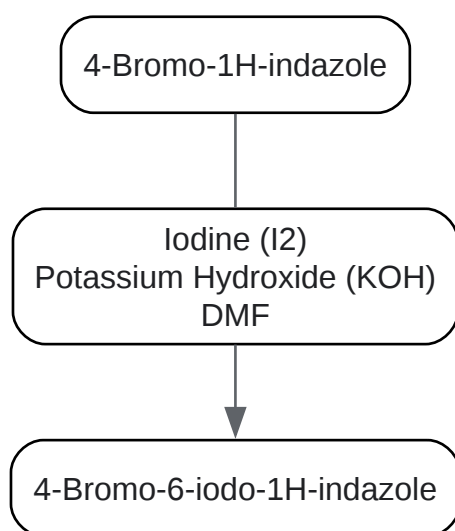 4-Bromo-1H-indazole
Iodine (I2)
Potassium Hydroxide (KOH)
DMF
4-Bromo-6-iodo-1H-indazole